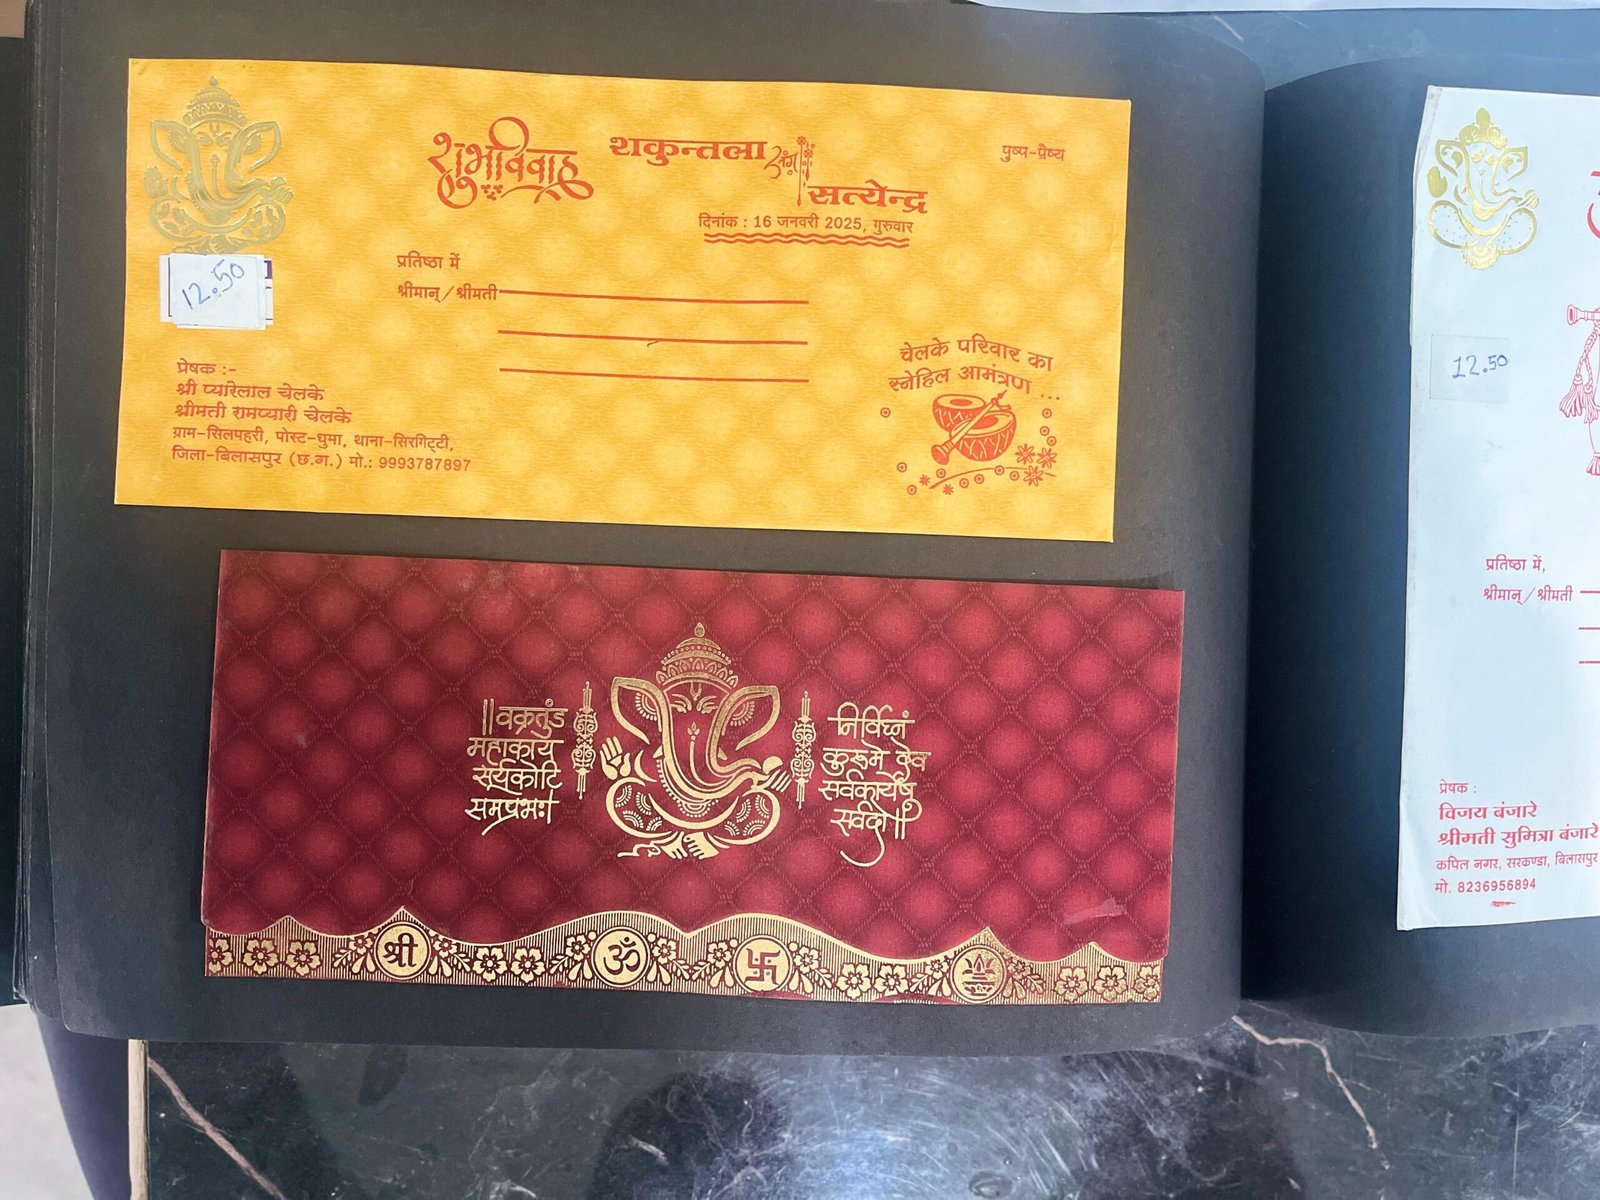 शुभविवाह
शकुन्तला
संग
सत्येन्द्र
दिनांक : 16 जनवरी 2025, गुरुवार
पुष्प-प्रेष्य
12.50
प्रतिष्ठा में
श्रीमान् / श्रीमती
प्रेषक :-
श्री प्यारेलाल चेलके
श्रीमती रामप्यारी चेलके
ग्राम-सिलपहरी, पोस्ट-धुमा, थाना-सिरगिट्टी,
जिला-बिलासपुर (छ.ग.) मो.: 9993787897
चेलके परिवार का
स्नेहिल आमंत्रण ...
॥वक्रतुंड
महाकाय
सूर्यकोटि
समप्रभः।
निर्विघ्नं
कुरूमे देव
सर्वकार्येषु
सर्वदा॥
श्री
ॐ
12.50
प्रतिष्ठा में,
श्रीमान् / श्रीमती
प्रेषक :
विजय बंजारे
श्रीमती सुमित्रा बंजारे
कपिल नगर, सरकण्डा, बिलासपुर
मो. 8236956894